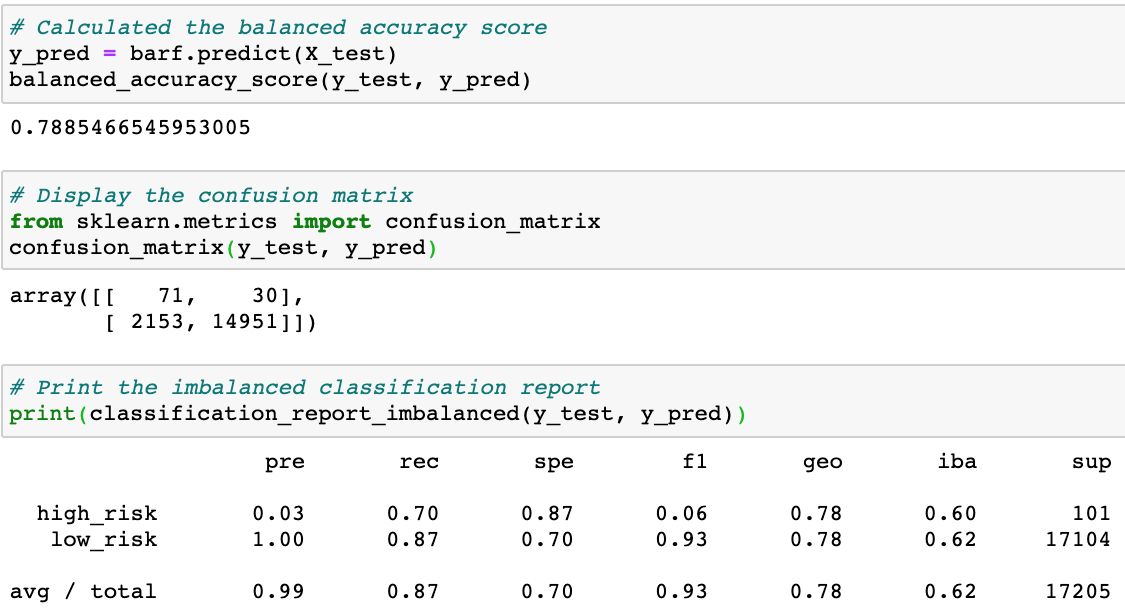 # Calculated the balanced accuracy score
y_pred = barf.predict(X_test)
balanced_accuracy_score(y_test, y_pred)
0.7885466545953005
# Display the confusion matrix
from sklearn.metrics import confusion_matrix
confusion_matrix(y_test, y_pred)
array([[   71,    30],
       [ 2153, 14951]])
# Print the imbalanced classification report
print(classification_report_imbalanced(y_test, y_pred))
                   pre       rec       spe        f1       geo       iba       sup
  high_risk       0.03      0.70      0.87      0.06      0.78      0.60       101
   low_risk       1.00      0.87      0.70      0.93      0.78      0.62     17104
avg / total       0.99      0.87      0.70      0.93      0.78      0.62     17205